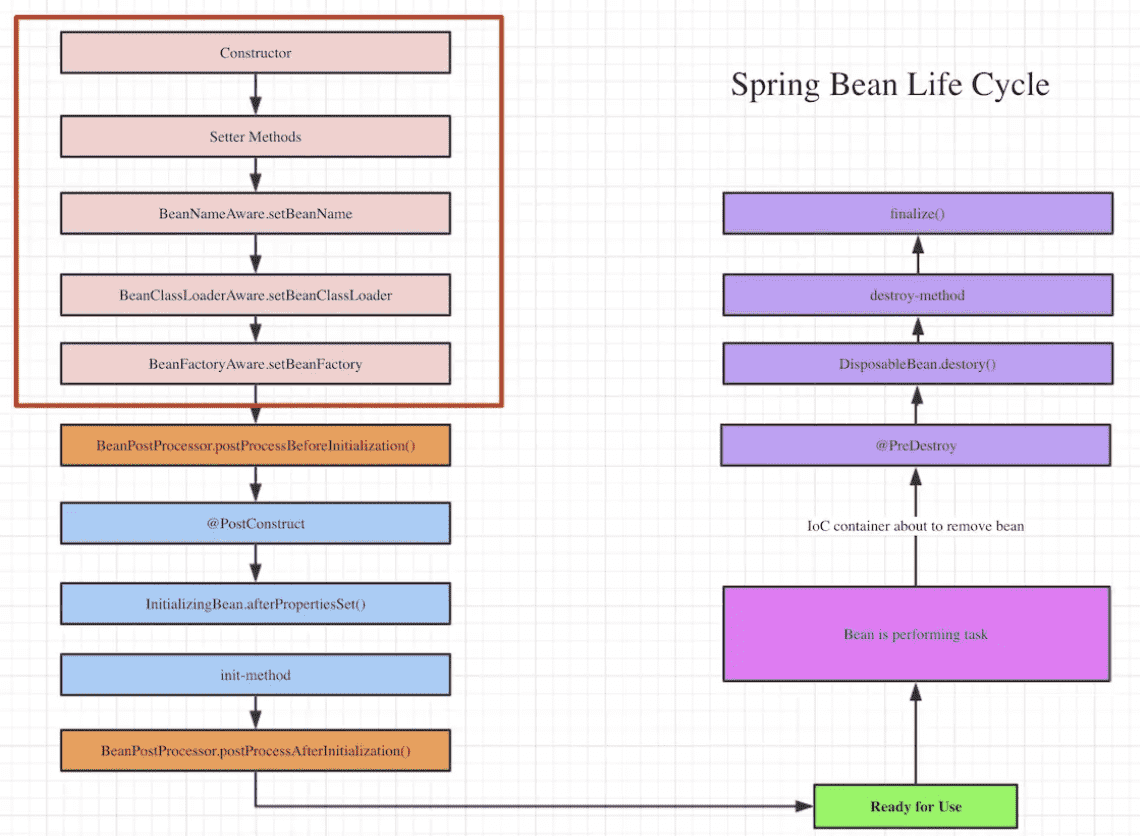 Spring Bean Life Cycle
Constructor
Setter Methods
BeanNameAware.setBeanName
BeanClassLoaderAware.setBeanClassLoader
BeanFactoryAware.setBeanFactory
BeanPostProcessor.postProcessBeforeInitialization()
@PostConstruct
InitializingBean.afterPropertiesSet()
init-method
BeanPostProcessor.postProcessAfterInitialization()
Ready for Use
Bean is performing task
IoC container about to remove bean
@PreDestroy
DisposableBean.destory()
destroy-method
finalize()